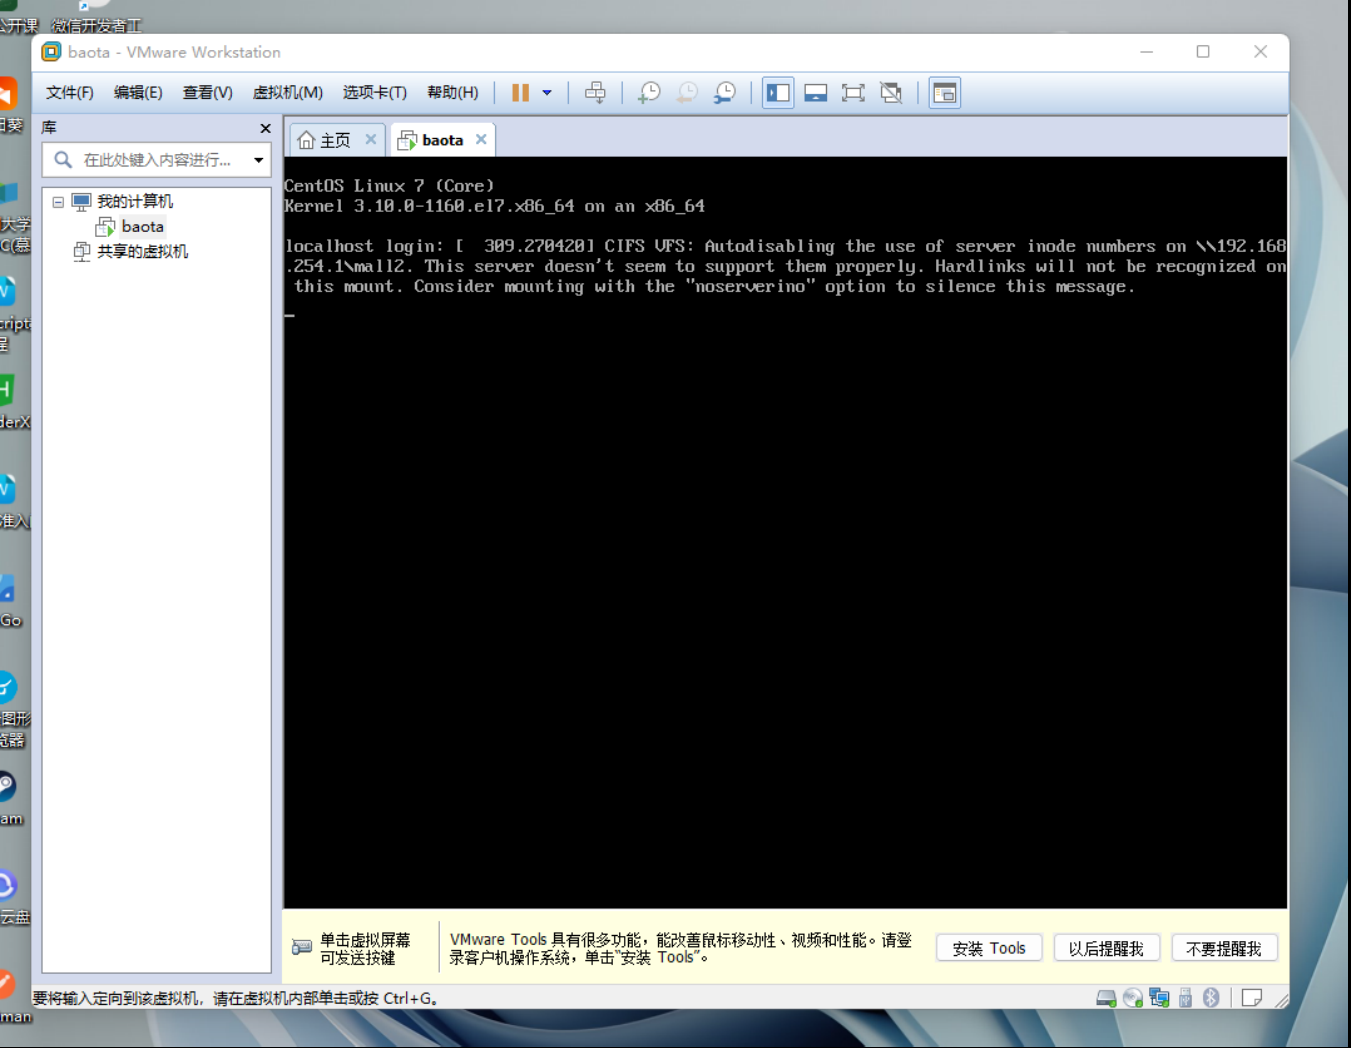 公开课
微信开发者工
baota - VMware Workstation
文件(F) 编辑(E) 查看(V) 虚拟机(M) 选项卡(T) 帮助(H)
库
在此处键入内容进行...
我的计算机
baota
共享的虚拟机
主页
baota
CentOS Linux 7 (Core)
Kernel 3.10.0-1160.el7.x86_64 on an x86_64
localhost login: [  309.270420] CIFS VFS: Autodisabling the use of server inode numbers on \\192.168
.254.1\mall2. This server doesn't seem to support them properly. Hardlinks will not be recognized on
this mount. Consider mounting with the "noserverino" option to silence this message.
单击虚拟屏幕
可发送按键
VMware Tools 具有很多功能，能改善鼠标移动性、视频和性能。请登
录客户机操作系统，单击“安装 Tools”。
安装 Tools
以后提醒我
不要提醒我
要将输入定向到该虚拟机，请在虚拟机内部单击或按 Ctrl+G。
大学
C(慕
cript
程
derX
准入
Go
图形
览器
am
云盘
man